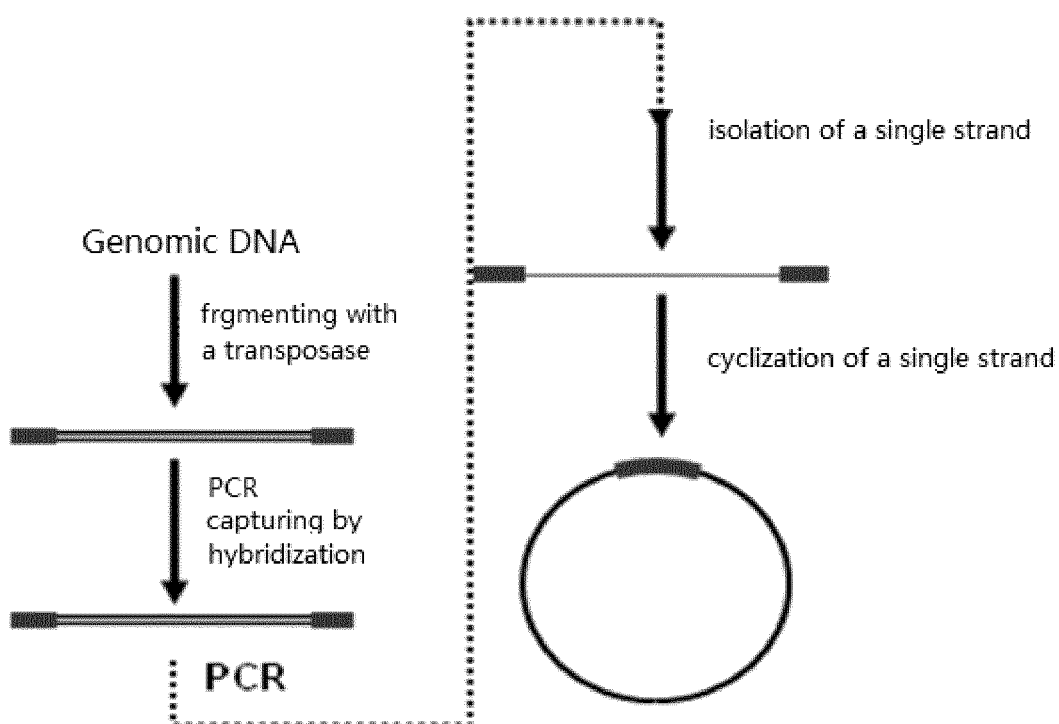 Genomic DNA
frgmenting with
a transposase
PCR
capturing by
hybridization
PCR
isolation of a single strand
cyclization of a single strand